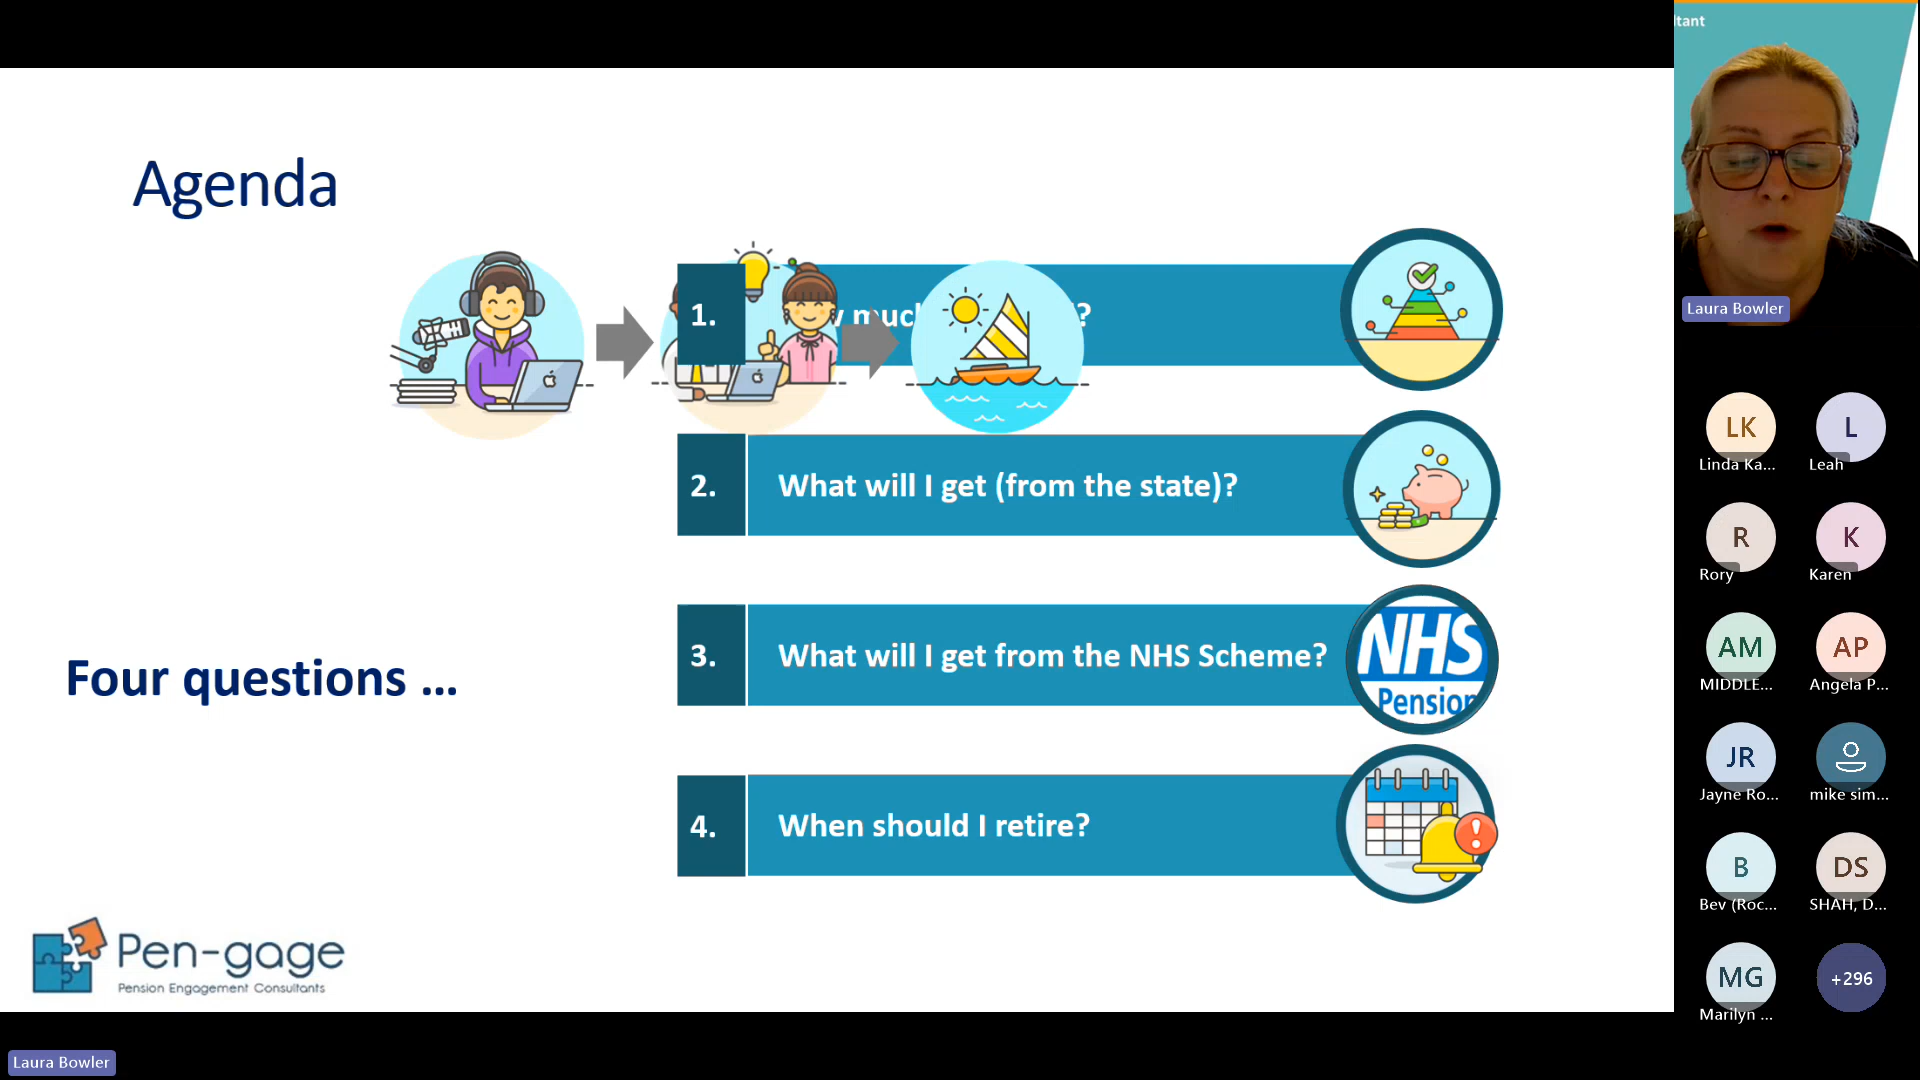 Agenda
1.
much
?
2.
What will I get (from the state)?
3.
What will I get from the NHS Scheme?
NHS
Pension
4.
When should I retire?
Four questions ...
Pen-gage
Pension Engagement Consultants
Laura Bowler
ltant
Laura Bowler
LK
Linda Ka...
L
Leah
R
Rory
K
Karen
AM
MIDDLE...
AP
Angela P...
JR
Jayne Ro...
mike sim...
B
Bev (Roc...
DS
SHAH, D...
MG
Marilyn ...
+296